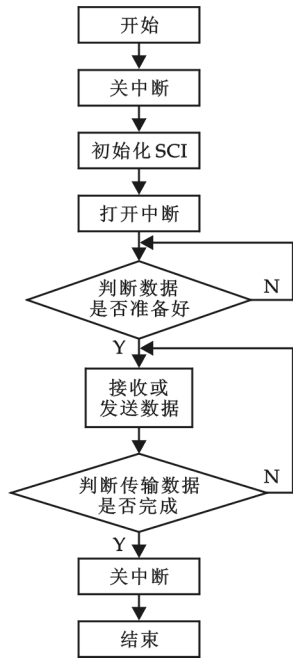 开始
关中断
初始化SCI
打开中断
判断数据
是否准备好
N
Y
接收或
发送数据
判断传输数据
是否完成
N
Y
关中断
结束